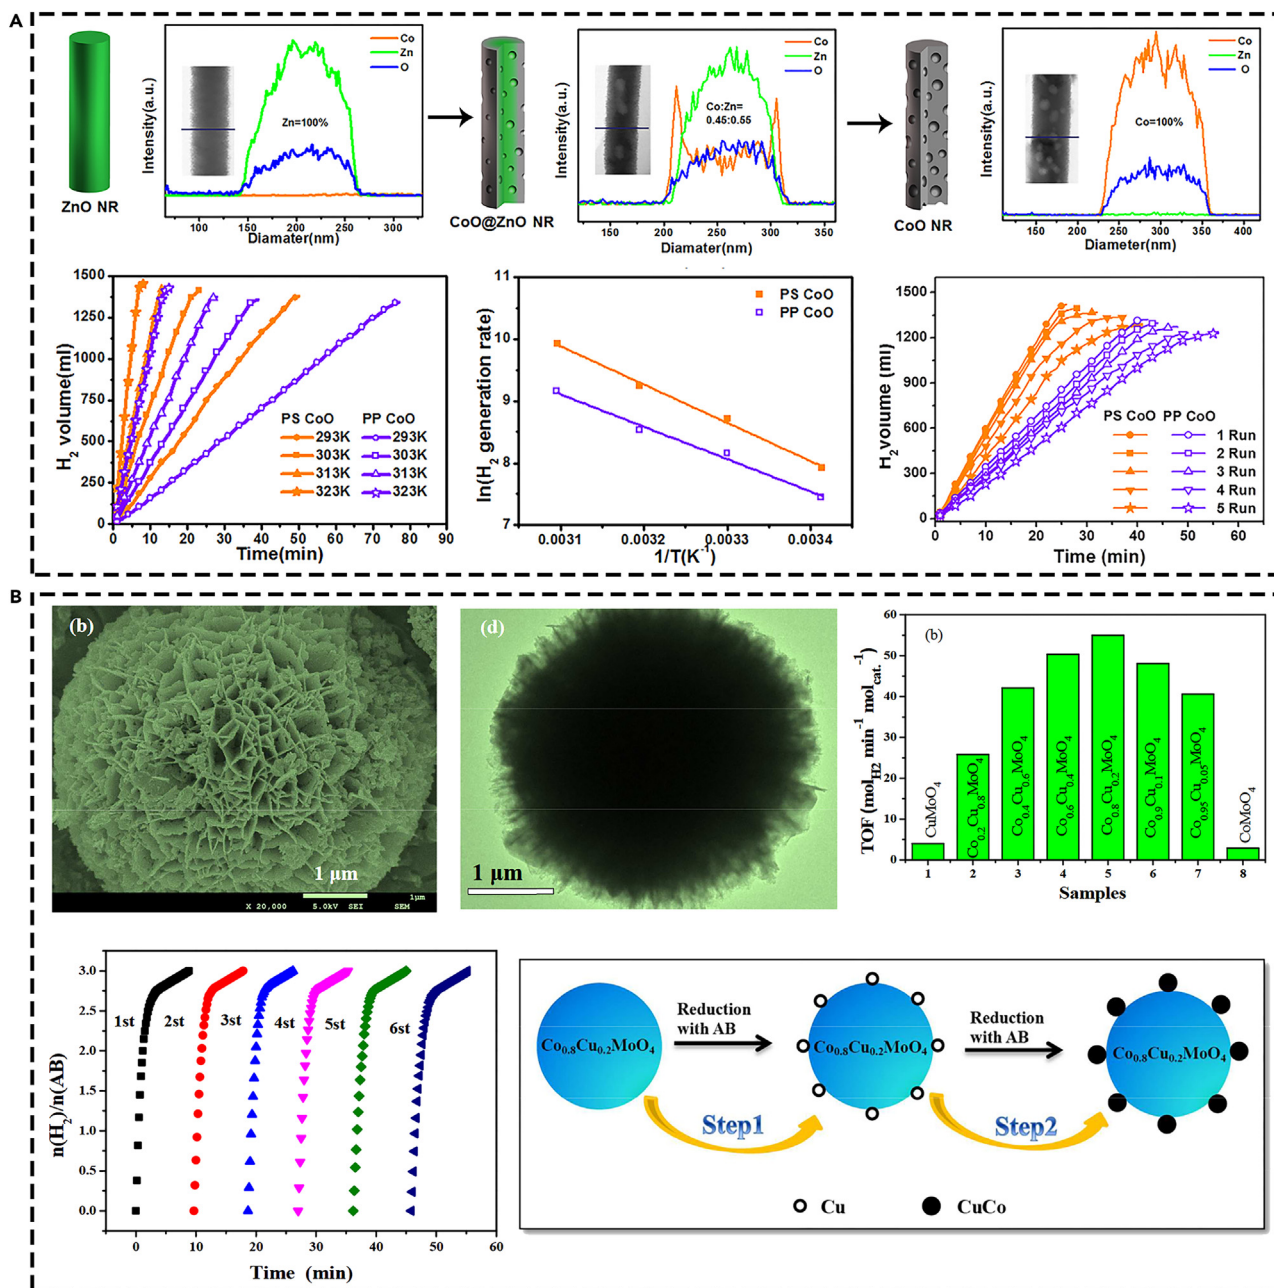 A
Intensity(a.u.)
Co
Zn
O
Zn=100%
100 150 200 250 300
Diamater(nm)
ZnO NR
Intensity(a.u.)
Co
Zn
O
Co:Zn=
0.45:0.55
120 160 200 240 280 320 360
Diamater(nm)
CoO@ZnO NR
Intensity(a.u.)
Co
Zn
O
Co=100%
150 200 250 300 350 400
Diameter(nm)
CoO NR
H2 volume(ml)
1500
1250
1000
750
500
250
0
PS CoO PP CoO
293K 293K
303K 303K
313K 313K
323K 323K
0 10 20 30 40 50 60 70 80 90
Time(min)
ln(H2 generation rate)
11
10
9
8
7
PS CoO
PP CoO
0.0031 0.0032 0.0033 0.0034
1/T(K-1)
H2 volume (ml)
1500
1200
900
600
300
0
PS CoO PP CoO
1 Run
2 Run
3 Run
4 Run
5 Run
0 10 20 30 40 50 60
Time (min)
B
(b)
1 μm
X 20,000 5.0kV SEI SEM
1μm
(d)
1 μm
(b)
TOF (molH2 min-1 molcat.-1)
60
50
40
30
20
10
0
CuMoO4
Co0.2Cu0.8MoO4
Co0.4Cu0.6MoO4
Co0.6Cu0.4MoO4
Co0.8Cu0.2MoO4
Co0.9Cu0.1MoO4
Co0.95Cu0.05MoO4
CoMoO4
1 2 3 4 5 6 7 8
Samples
n(H2)/n(AB)
3.0
2.5
2.0
1.5
1.0
0.5
0.0
1st 2st 3st 4st 5st 6st
0 10 20 30 40 50 60
Time (min)
Co0.8Cu0.2MoO4
Reduction
with AB
Step1
Co0.8Cu0.2MoO4
Reduction
with AB
Step2
Co0.8Cu0.2MoO4
Cu
CuCo